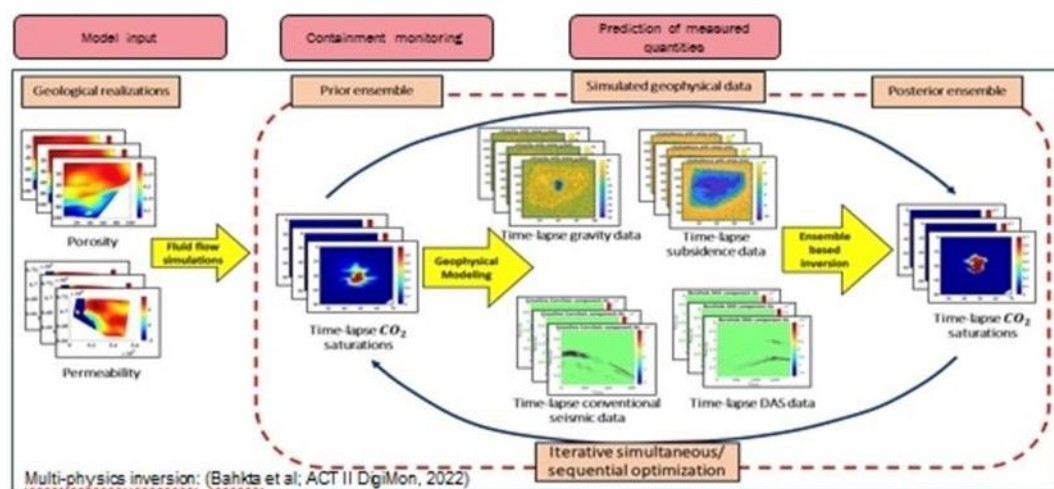 Model input
Containment monitoring
Prediction of measured
quantities
Geological realizations
Prior ensemble
Simulated geophysical data
Posterior ensemble
Porosity
Fluid flow
simulations
Time-lapse gravity data
Time-lapse
subsidence data
Geophysical
Modeling
Ensemble
based
inversion
Permeability
Time-lapse CO2
saturations
Time-lapse CO2
saturations
Time-lapse conventional
seismic data
Time-lapse DAS data
Iterative simultaneous/
sequential optimization
Multi-physics inversion: (Bahkta et al; ACT II DigiMon, 2022)